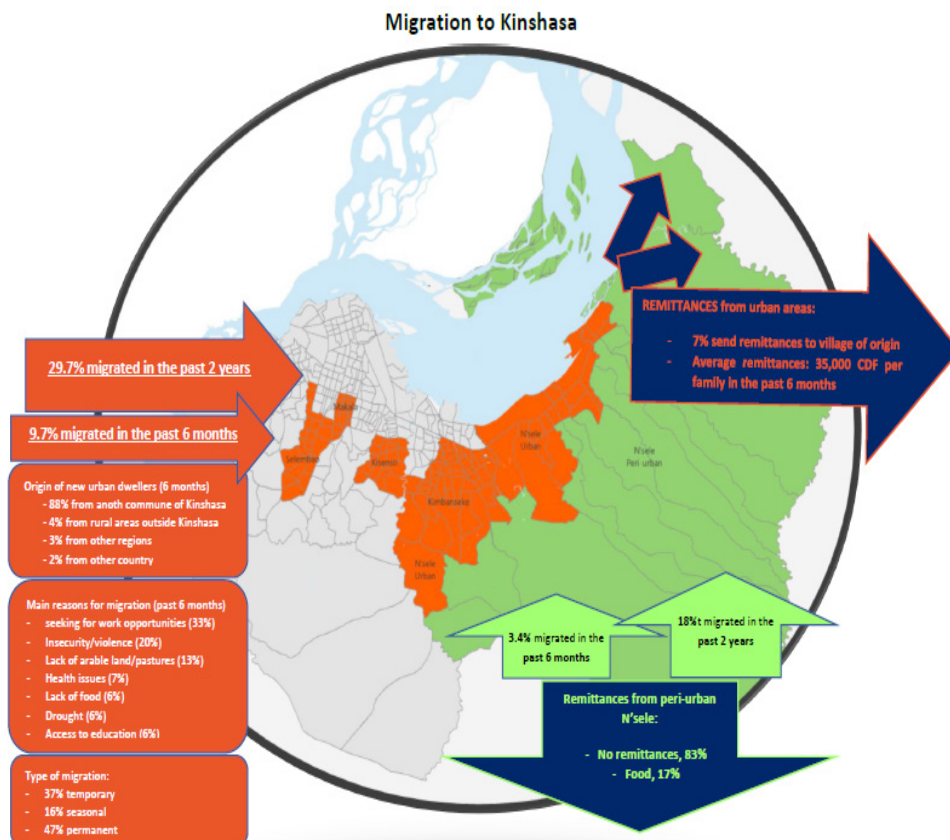 Migration to Kinshasa
29.7% migrated in the past 2 years
9.7% migrated in the past 6 months
Origin of new urban dwellers (6 months)
- 88% from anoth commune of Kinshasa
- 4% from rural areas outside Kinshasa
- 3% from other regions
- 2% from other country
Main reasons for migration (past 6 months)
- seeking for work opportunities (33%)
- Insecurity/violence (20%)
- Lack of arable land/pastures (13%)
- Health issues (7%)
- Lack of food (6%)
- Drought (6%)
- Access to education (6%)
Type of migration:
- 37% temporary
- 16% seasonal
- 47% permanent
Makala
Selembao
Kisenso
Kimbanseke
N'sele
Urban
N'sele
Urban
N'sele
Peri-urban
REMITTANCES from urban areas:
- 7% send remittances to village of origin
- Average remittances: 35,000 CDF per
family in the past 6 months
3.4% migrated in the
past 6 months
18%t migrated in the
past 2 years
Remittances from peri-urban
N'sele:
- No remittances, 83%
- Food, 17%